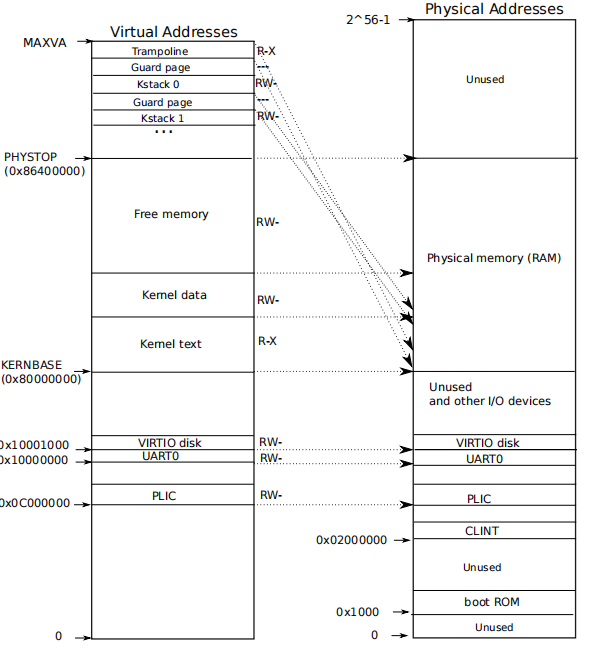 Virtual Addresses
MAXVA
Trampoline
R-X
Guard page
---
Kstack 0
RW-
Guard page
---
Kstack 1
RW-
...
PHYSTOP
(0x86400000)
Free memory
RW-
Kernel data
RW-
Kernel text
R-X
KERNBASE
(0x80000000)
0x10001000
VIRTIO disk
RW-
0x10000000
UART0
RW-
0x0C000000
PLIC
RW-
0
Physical Addresses
2^56-1
Unused
Physical memory (RAM)
Unused
and other I/O devices
VIRTIO disk
UART0
PLIC
CLINT
0x02000000
Unused
boot ROM
0x1000
Unused
0